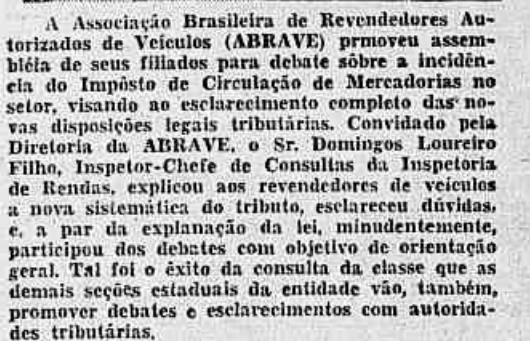 A Associação Brasileira de Revendedores Au-
torizados de Veículos (ABRAVE) prmoveu assem-
bléia de seus filiados para debate sôbre a incidên-
cia do Impôsto de Circulação de Mercadorias no
setor, visando ao esclarecimento completo das no-
vas disposições legais tributárias. Convidado pela
Diretoria da ABRAVE, o Sr. Domingos Loureiro
Filho, Inspetor-Chefe de Consultas da Inspetoria
de Rendas, explicou aos revendedores de veículos
a nova sistemática do tributo, esclareceu dúvidas,
e, a par da explanação da lei, minudentemente,
participou dos debates com objetivo de orientação
geral. Tal foi o êxito da consulta da classe que as
demais seções estaduais da entidade vão, também,
promover debates e esclarecimentos com autorida-
des tributárias.